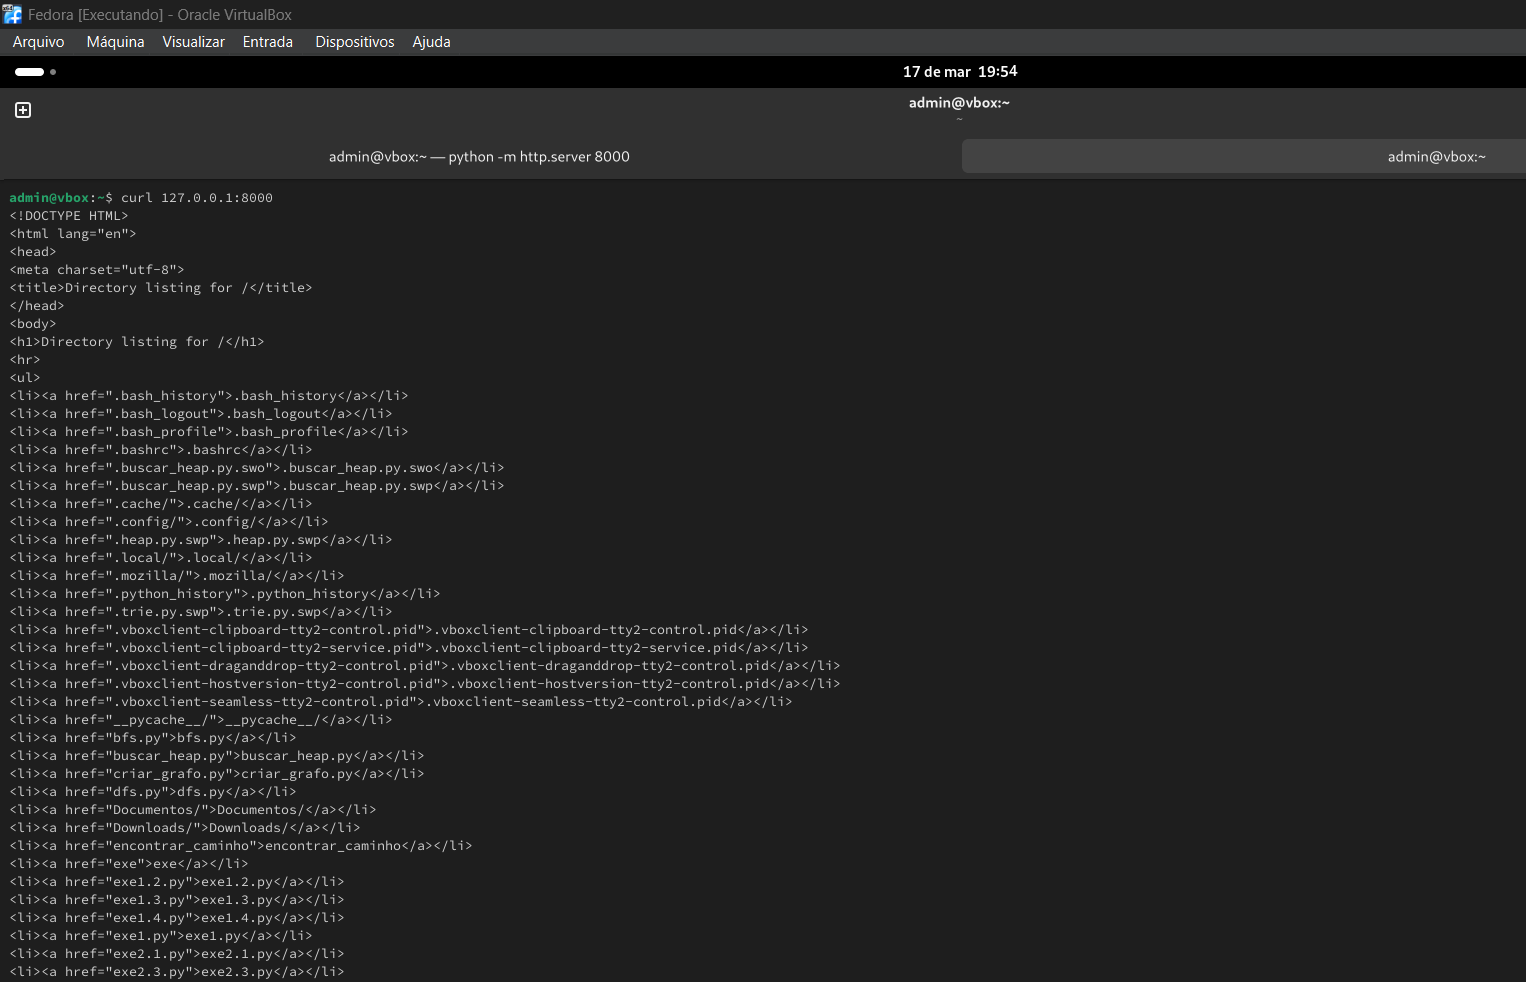 Fedora [Executando] - Oracle VirtualBox
Arquivo Máquina Visualizar Entrada Dispositivos Ajuda
17 de mar 19:54
admin@vbox:~
~
admin@vbox:~ — python -m http.server 8000
admin@vbox:~
admin@vbox:~$ curl 127.0.0.1:8000
<!DOCTYPE HTML>
<html lang="en">
<head>
<meta charset="utf-8">
<title>Directory listing for /</title>
</head>
<body>
<h1>Directory listing for /</h1>
<hr>
<ul>
<li><a href=".bash_history">.bash_history</a></li>
<li><a href=".bash_logout">.bash_logout</a></li>
<li><a href=".bash_profile">.bash_profile</a></li>
<li><a href=".bashrc">.bashrc</a></li>
<li><a href=".buscar_heap.py.swo">.buscar_heap.py.swo</a></li>
<li><a href=".buscar_heap.py.swp">.buscar_heap.py.swp</a></li>
<li><a href=".cache/">.cache/</a></li>
<li><a href=".config/">.config/</a></li>
<li><a href=".heap.py.swp">.heap.py.swp</a></li>
<li><a href=".local/">.local/</a></li>
<li><a href=".mozilla/">.mozilla/</a></li>
<li><a href=".python_history">.python_history</a></li>
<li><a href=".trie.py.swp">.trie.py.swp</a></li>
<li><a href=".vboxclient-clipboard-tty2-control.pid">.vboxclient-clipboard-tty2-control.pid</a></li>
<li><a href=".vboxclient-clipboard-tty2-service.pid">.vboxclient-clipboard-tty2-service.pid</a></li>
<li><a href=".vboxclient-draganddrop-tty2-control.pid">.vboxclient-draganddrop-tty2-control.pid</a></li>
<li><a href=".vboxclient-hostversion-tty2-control.pid">.vboxclient-hostversion-tty2-control.pid</a></li>
<li><a href=".vboxclient-seamless-tty2-control.pid">.vboxclient-seamless-tty2-control.pid</a></li>
<li><a href="__pycache__/">__pycache__/</a></li>
<li><a href="bfs.py">bfs.py</a></li>
<li><a href="buscar_heap.py">buscar_heap.py</a></li>
<li><a href="criar_grafo.py">criar_grafo.py</a></li>
<li><a href="dfs.py">dfs.py</a></li>
<li><a href="Documentos/">Documentos/</a></li>
<li><a href="Downloads/">Downloads/</a></li>
<li><a href="encontrar_caminho">encontrar_caminho</a></li>
<li><a href="exe">exe</a></li>
<li><a href="exe1.2.py">exe1.2.py</a></li>
<li><a href="exe1.3.py">exe1.3.py</a></li>
<li><a href="exe1.4.py">exe1.4.py</a></li>
<li><a href="exe1.py">exe1.py</a></li>
<li><a href="exe2.1.py">exe2.1.py</a></li>
<li><a href="exe2.3.py">exe2.3.py</a></li>